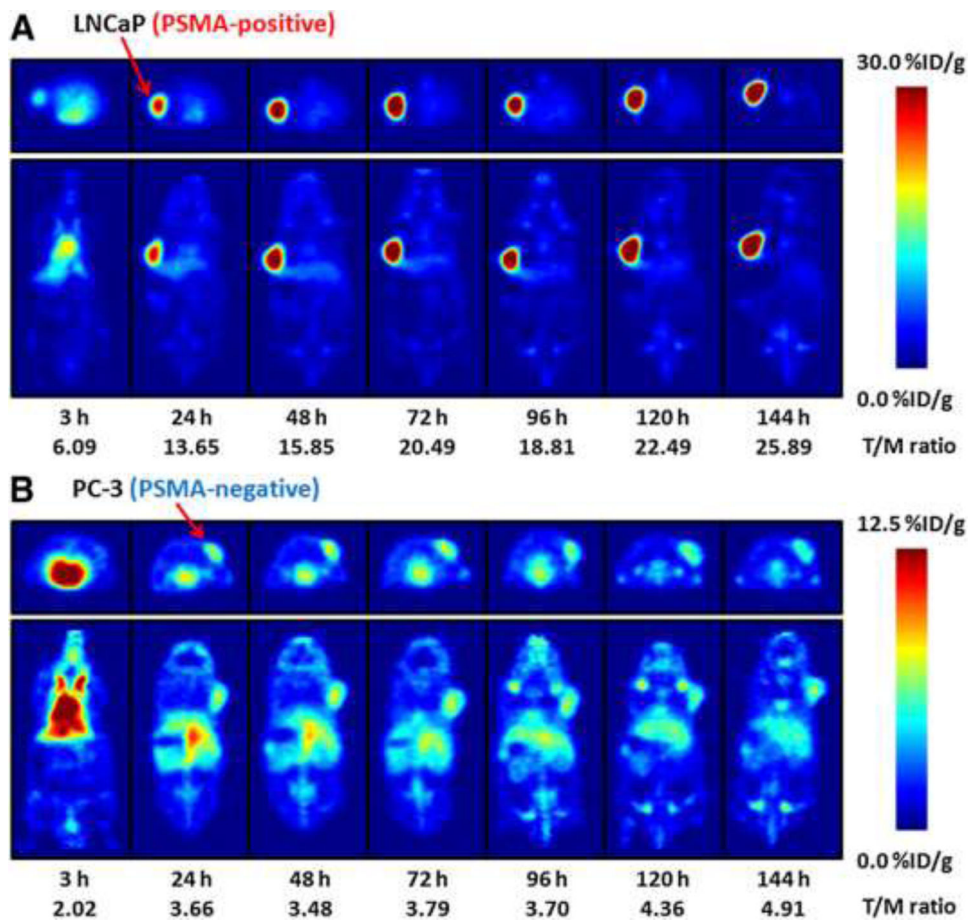 A
LNCaP (PSMA-positive)
30.0 %ID/g
0.0 %ID/g
3 h 24 h 48 h 72 h 96 h 120 h 144 h
6.09 13.65 15.85 20.49 18.81 22.49 25.89 T/M ratio
B
PC-3 (PSMA-negative)
12.5 %ID/g
0.0 %ID/g
3 h 24 h 48 h 72 h 96 h 120 h 144 h
2.02 3.66 3.48 3.79 3.70 4.36 4.91 T/M ratio